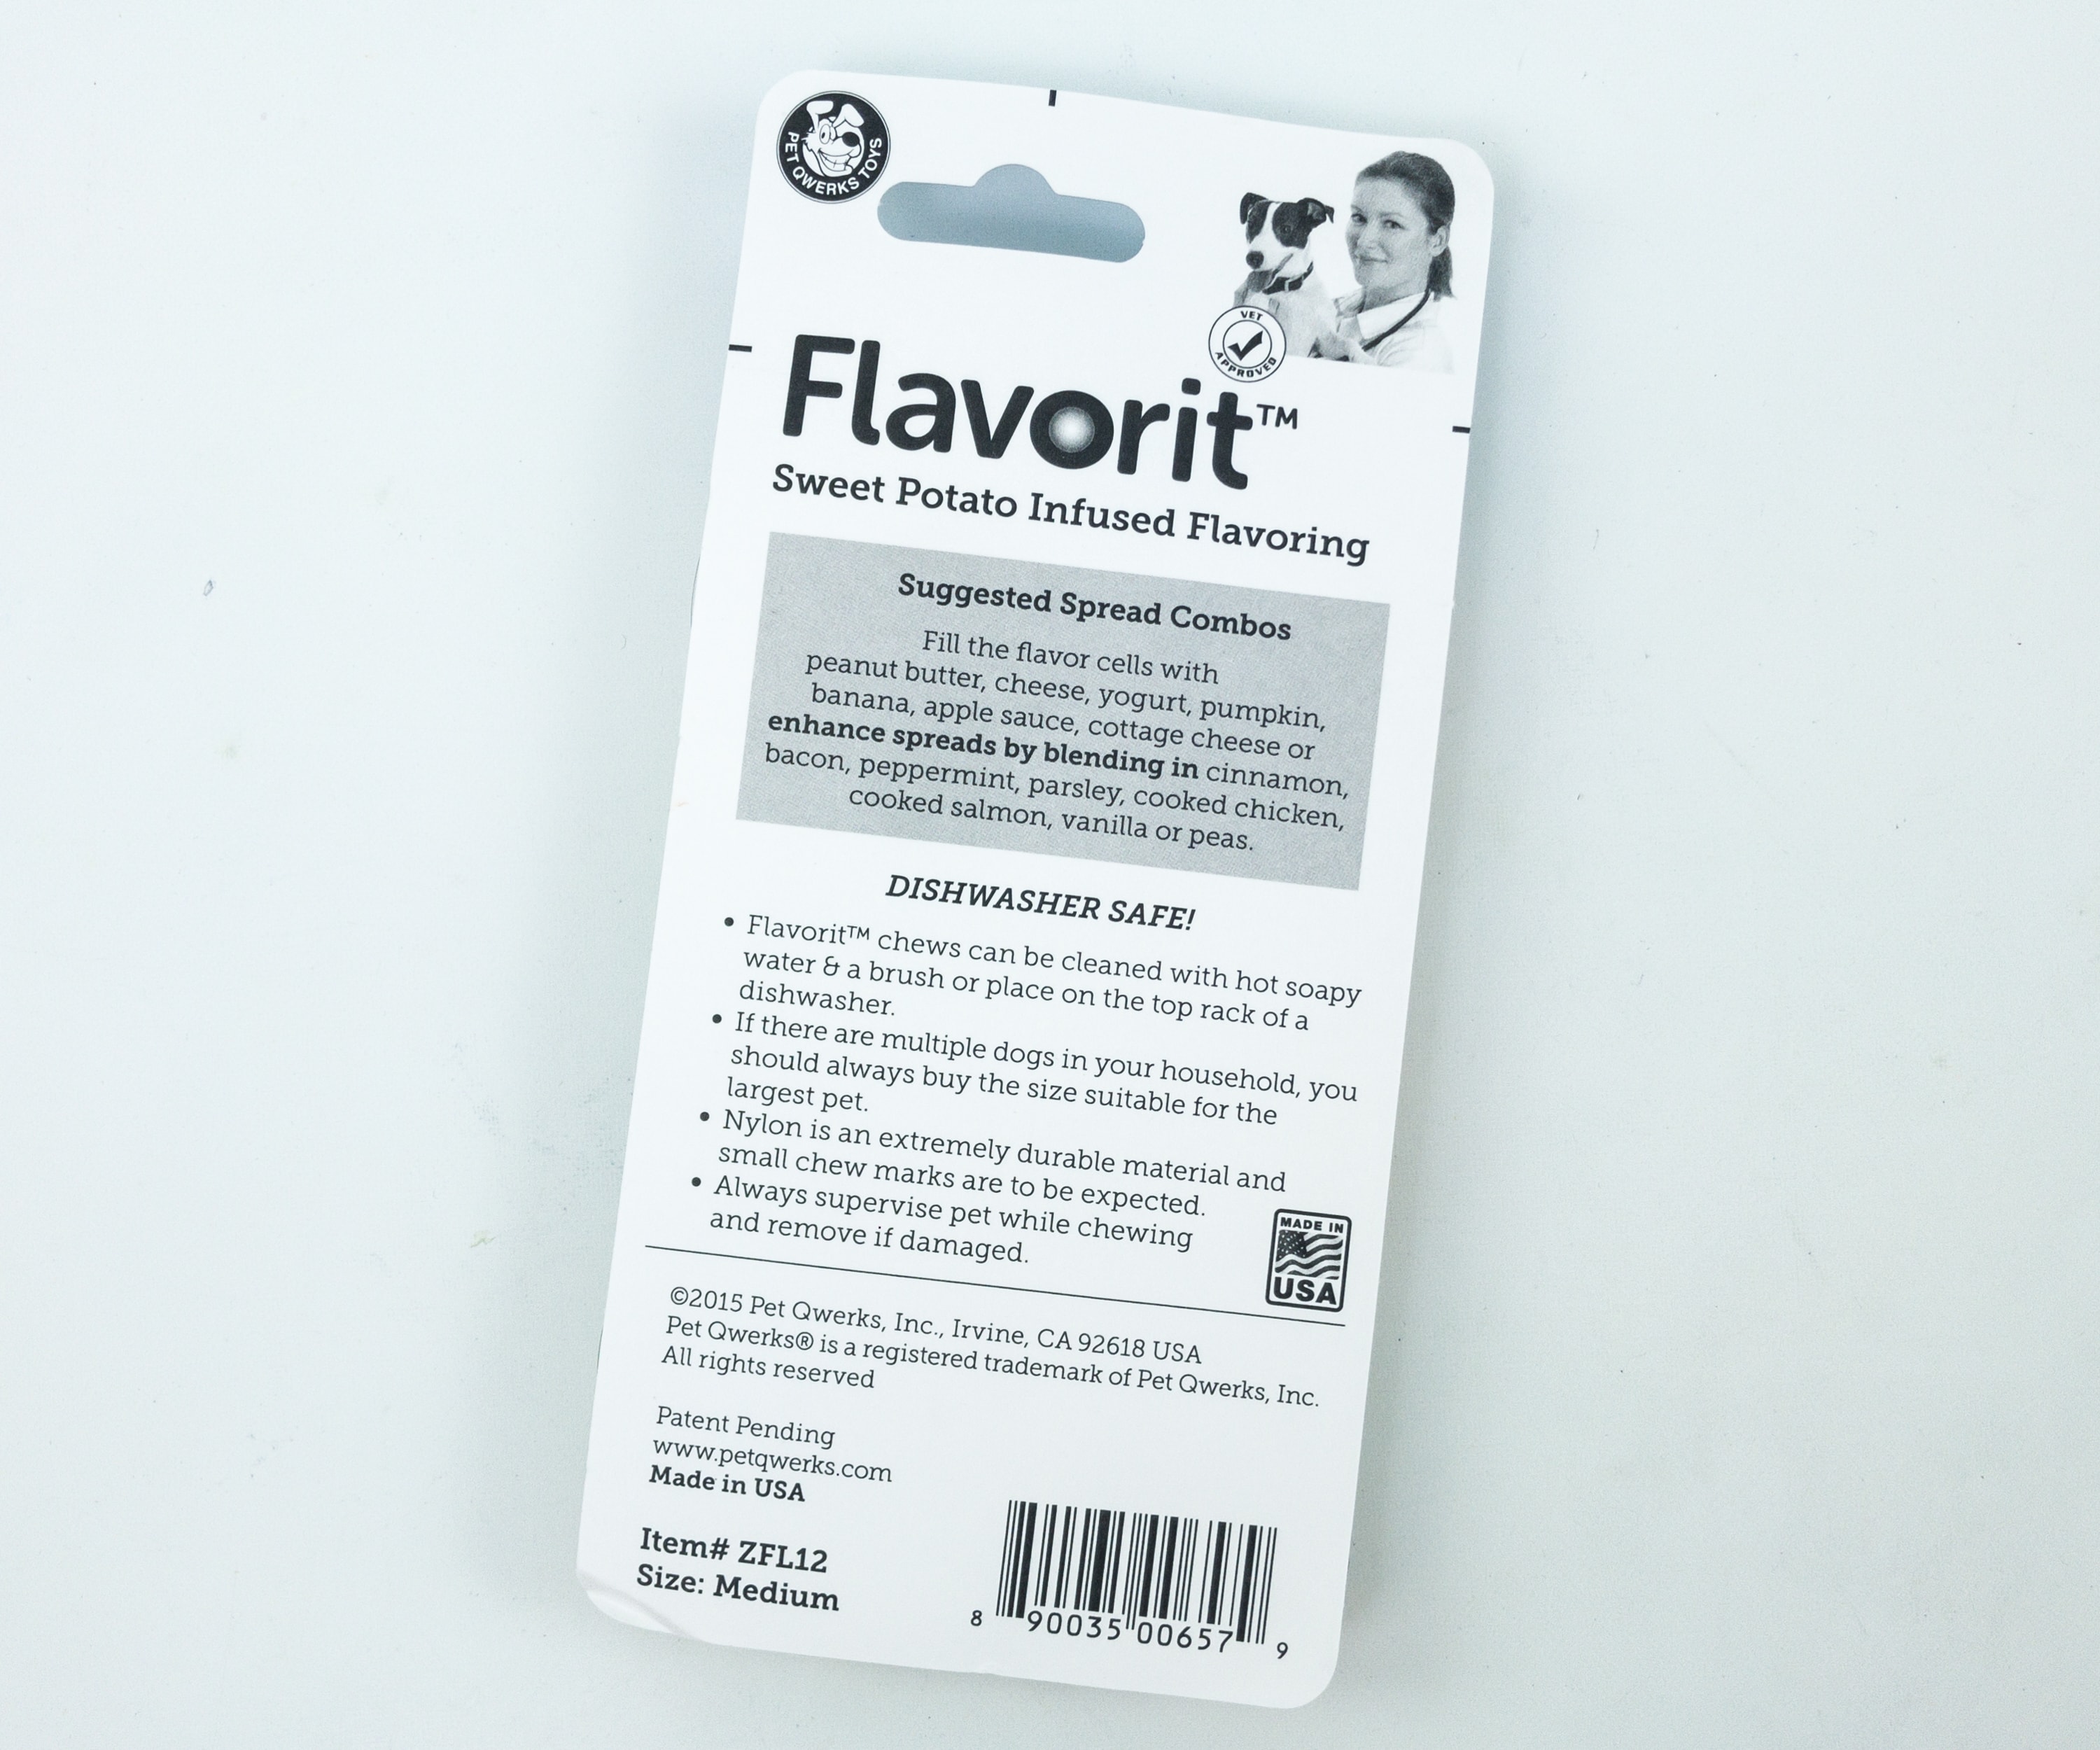 PET QWERKS TOYS
VET APPROVED
Flavorit™
Sweet Potato Infused Flavoring
Suggested Spread Combos
Fill the flavor cells with
peanut butter, cheese, yogurt, pumpkin,
banana, apple sauce, cottage cheese or
enhance spreads by blending in cinnamon,
bacon, peppermint, parsley, cooked chicken,
cooked salmon, vanilla or peas.
DISHWASHER SAFE!
• Flavorit™ chews can be cleaned with hot soapy
water & a brush or place on the top rack of a
dishwasher.
• If there are multiple dogs in your household, you
should always buy the size suitable for the
largest pet.
• Nylon is an extremely durable material and
small chew marks are to be expected.
• Always supervise pet while chewing
and remove if damaged.
MADE IN
USA
©2015 Pet Qwerks, Inc., Irvine, CA 92618 USA
Pet Qwerks® is a registered trademark of Pet Qwerks, Inc.
All rights reserved
Patent Pending
www.petqwerks.com
Made in USA
Item# ZFL12
Size: Medium
8 90035 00657 9